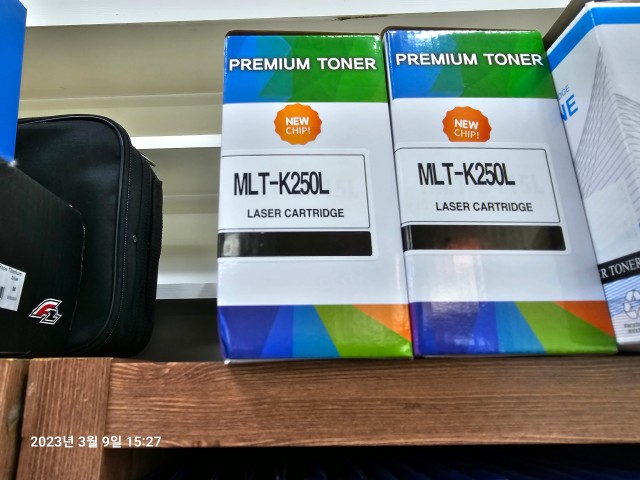 PREMIUM TONER
NEW
CHIP!
MLT-K250L
LASER CARTRIDGE
PREMIUM TONER
NEW
CHIP!
MLT-K250L
LASER CARTRIDGE
R TONER
2023년 3월 9일 15:27